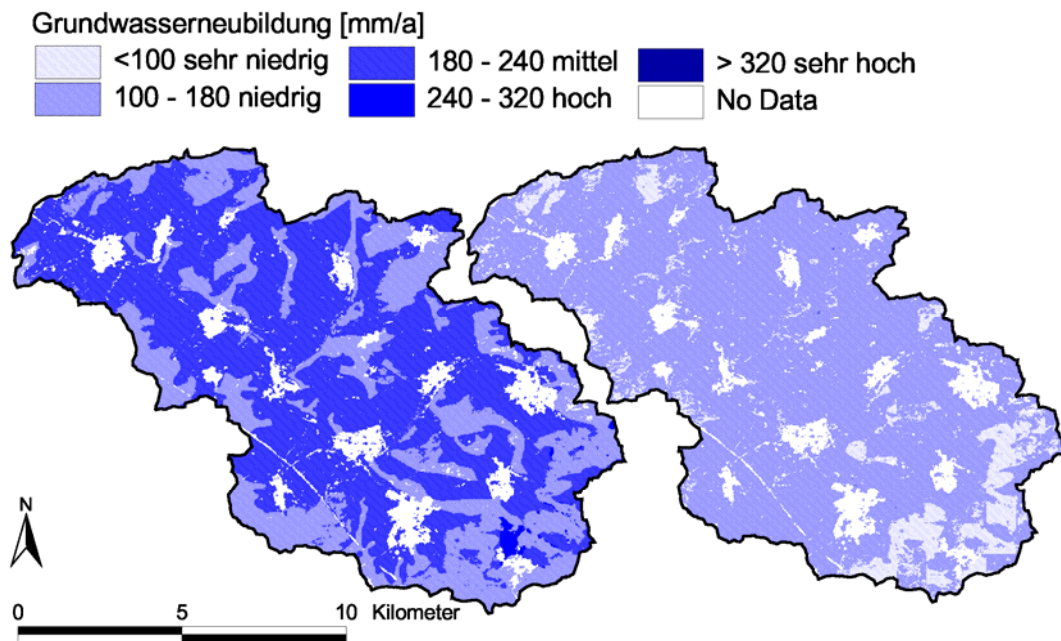 Grundwasserneubildung [mm/a]
<100 sehr niedrig
180 - 240 mittel
> 320 sehr hoch
100 - 180 niedrig
240 - 320 hoch
No Data
N
0 5 10 Kilometer